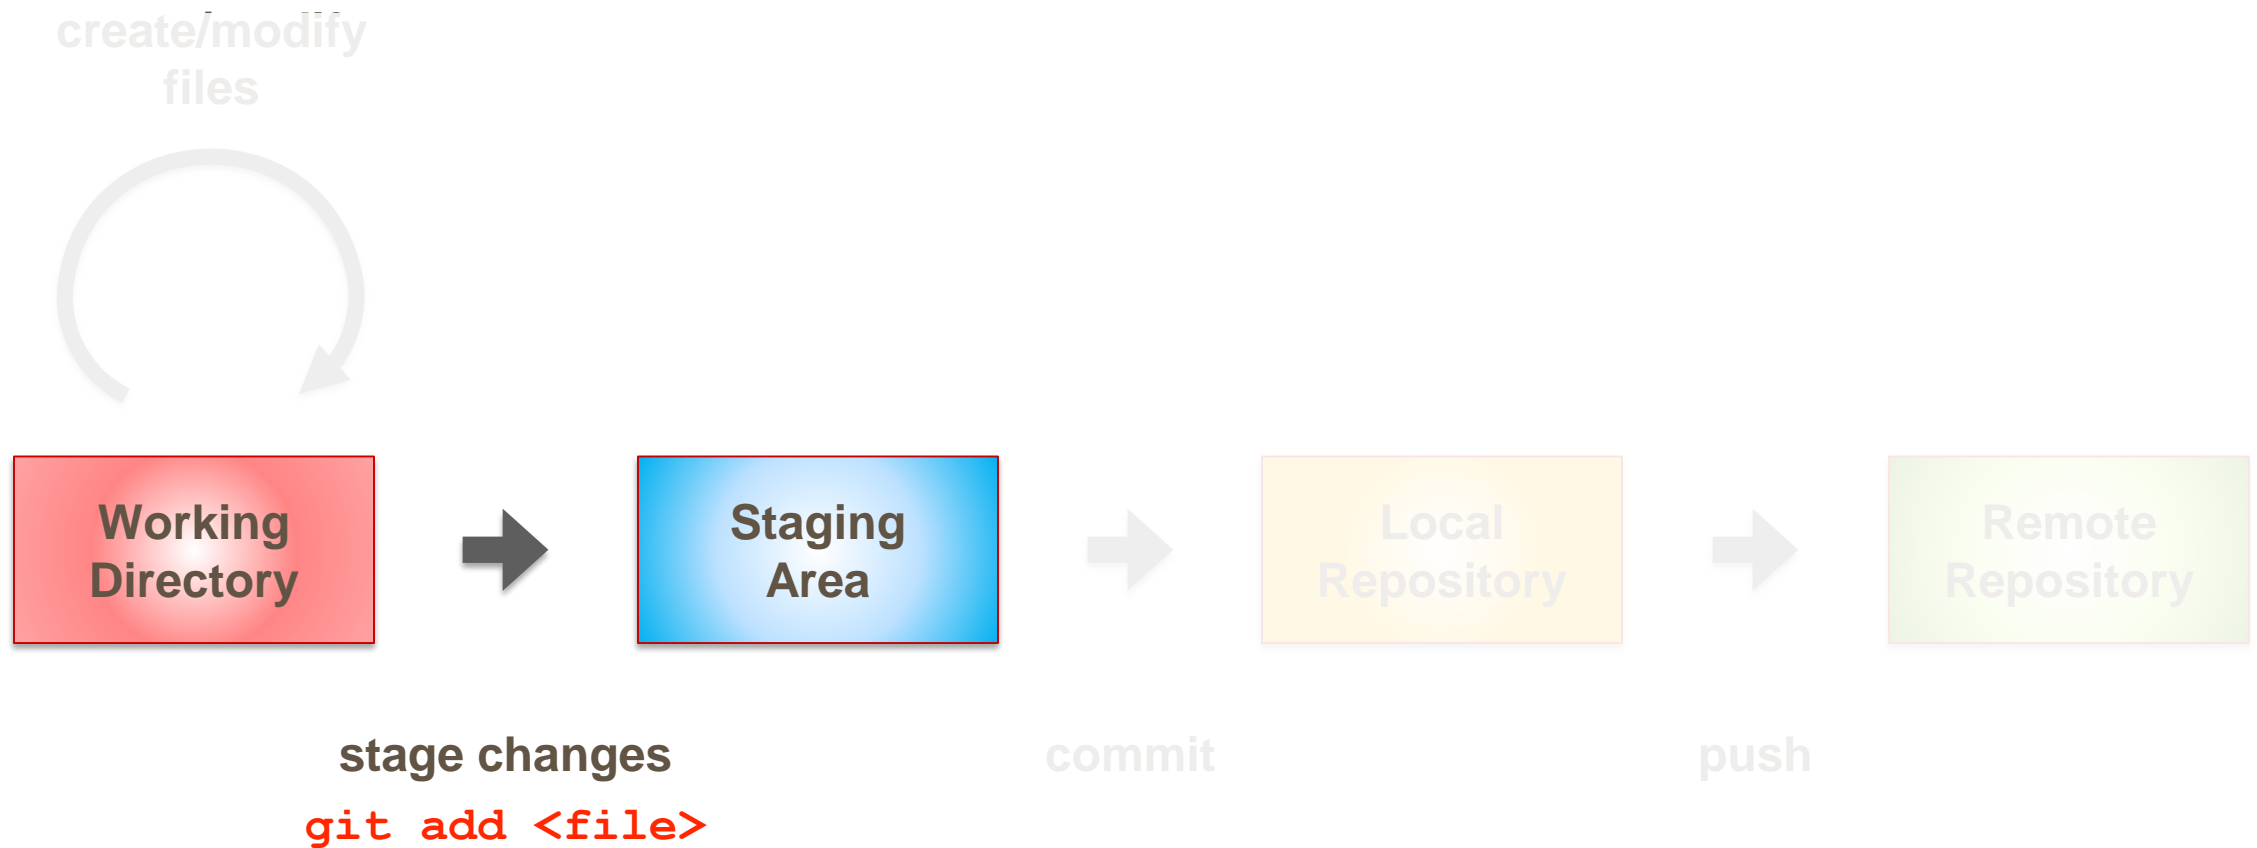 create/modify
files
Working
Directory
Staging
Area
Local
Repository
Remote
Repository
stage changes
commit
push
git add <file>